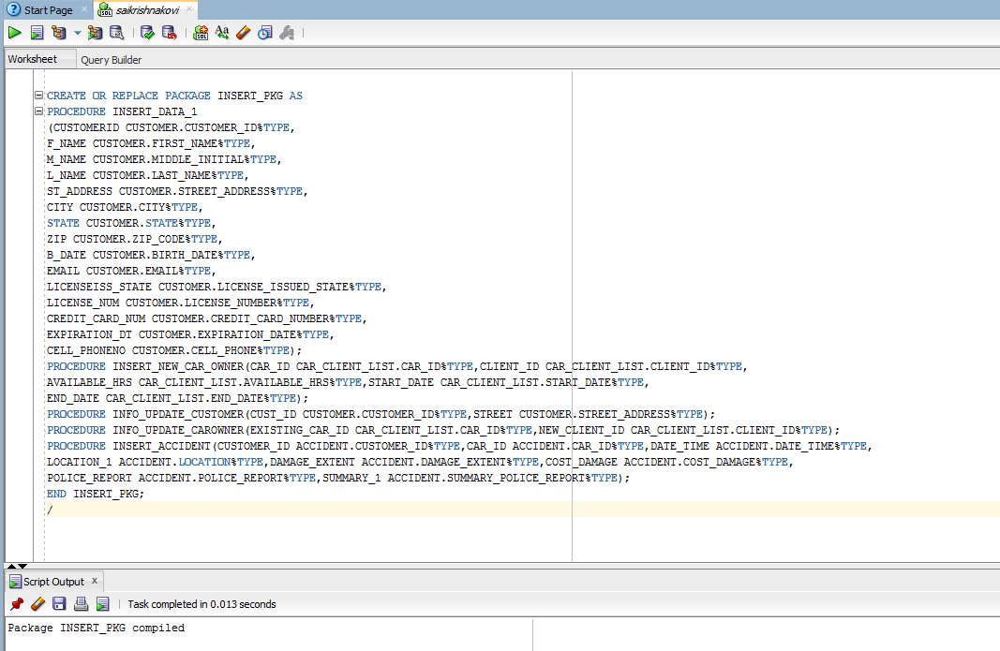 Start Page
saikrishnakovi
Worksheet Query Builder
CREATE OR REPLACE PACKAGE INSERT_PKG AS
PROCEDURE INSERT_DATA_1
(CUSTOMERID CUSTOMER.CUSTOMER_ID%TYPE,
F_NAME CUSTOMER.FIRST_NAME%TYPE,
M_NAME CUSTOMER.MIDDLE_INITIAL%TYPE,
L_NAME CUSTOMER.LAST_NAME%TYPE,
ST_ADDRESS CUSTOMER.STREET_ADDRESS%TYPE,
CITY CUSTOMER.CITY%TYPE,
STATE CUSTOMER.STATE%TYPE,
ZIP CUSTOMER.ZIP_CODE%TYPE,
B_DATE CUSTOMER.BIRTH_DATE%TYPE,
EMAIL CUSTOMER.EMAIL%TYPE,
LICENSEISS_STATE CUSTOMER.LICENSE_ISSUED_STATE%TYPE,
LICENSE_NUM CUSTOMER.LICENSE_NUMBER%TYPE,
CREDIT_CARD_NUM CUSTOMER.CREDIT_CARD_NUMBER%TYPE,
EXPIRATION_DT CUSTOMER.EXPIRATION_DATE%TYPE,
CELL_PHONENO CUSTOMER.CELL_PHONE%TYPE);
PROCEDURE INSERT_NEW_CAR_OWNER(CAR_ID CAR_CLIENT_LIST.CAR_ID%TYPE,CLIENT_ID CAR_CLIENT_LIST.CLIENT_ID%TYPE,
AVAILABLE_HRS CAR_CLIENT_LIST.AVAILABLE_HRS%TYPE,START_DATE CAR_CLIENT_LIST.START_DATE%TYPE,
END_DATE CAR_CLIENT_LIST.END_DATE%TYPE);
PROCEDURE INFO_UPDATE_CUSTOMER(CUST_ID CUSTOMER.CUSTOMER_ID%TYPE,STREET CUSTOMER.STREET_ADDRESS%TYPE);
PROCEDURE INFO_UPDATE_CAROWNER(EXISTING_CAR_ID CAR_CLIENT_LIST.CAR_ID%TYPE,NEW_CLIENT_ID CAR_CLIENT_LIST.CLIENT_ID%TYPE);
PROCEDURE INSERT_ACCIDENT(CUSTOMER_ID ACCIDENT.CUSTOMER_ID%TYPE,CAR_ID ACCIDENT.CAR_ID%TYPE,DATE_TIME ACCIDENT.DATE_TIME%TYPE,
LOCATION_1 ACCIDENT.LOCATION%TYPE,DAMAGE_EXTENT ACCIDENT.DAMAGE_EXTENT%TYPE,COST_DAMAGE ACCIDENT.COST_DAMAGE%TYPE,
POLICE_REPORT ACCIDENT.POLICE_REPORT%TYPE,SUMMARY_1 ACCIDENT.SUMMARY_POLICE_REPORT%TYPE);
END INSERT_PKG;
/
Script Output x
Task completed in 0.013 seconds
Package INSERT_PKG compiled